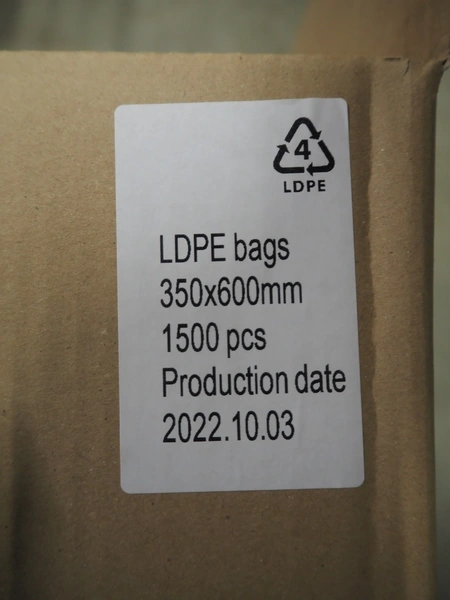 4
LDPE
LDPE bags
350x600mm
1500 pcs
Production date
2022.10.03